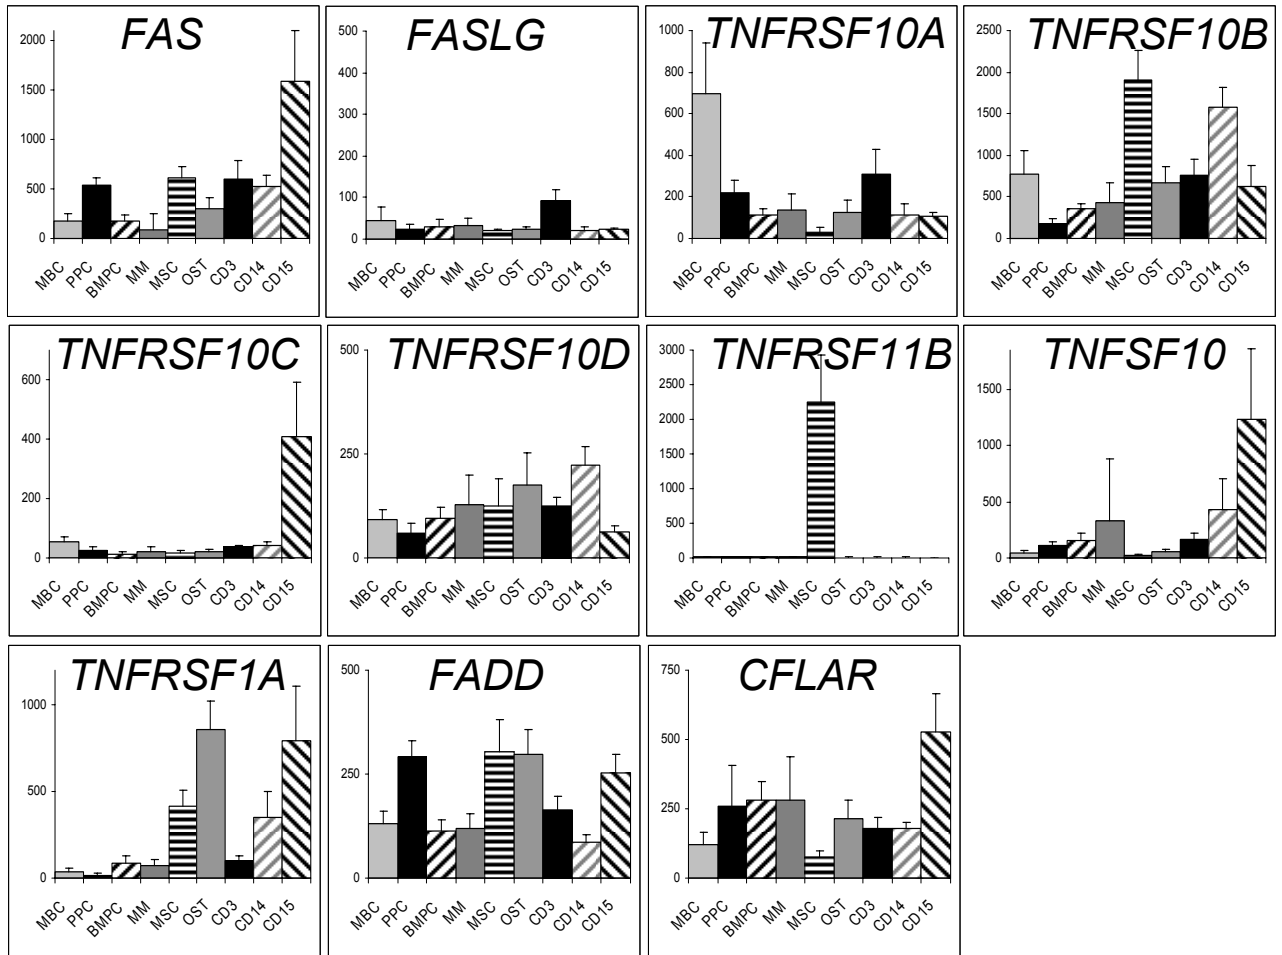 FAS
2000
1000
500
0
MBC PPC BMPC MM MSC OST CD3 CD14 CD15
FASLG
500
400
300
200
100
0
MBC PPC BMPC MM MSC OST CD3 CD14 CD15
TNFRSF10A
1000
800
600
400
200
0
MBC PPC BMPC MM MSC OST CD3 CD14 CD15
TNFRSF10B
2500
2000
1500
1000
500
0
MBC PPC BMPC MM MSC OST CD3 CD14 CD15
TNFRSF10C
600
400
200
0
MBC PPC BMPC MM MSC OST CD3 CD14 CD15
TNFRSF10D
500
250
0
MBC PPC BMPC MM MSC OST CD3 CD14 CD15
TNFRSF11B
3000
2500
2000
1500
1000
500
0
MBC PPC BMPC MM MSC OST CD3 CD14 CD15
TNFSF10
1500
1000
500
0
MBC PPC BMPC MM MSC OST CD3 CD14 CD15
TNFRSF1A
1000
500
0
MBC PPC BMPC MM MSC OST CD3 CD14 CD15
FADD
500
250
0
MBC PPC BMPC MM MSC OST CD3 CD14 CD15
CFLAR
750
500
250
0
MBC PPC BMPC MM MSC OST CD3 CD14 CD15